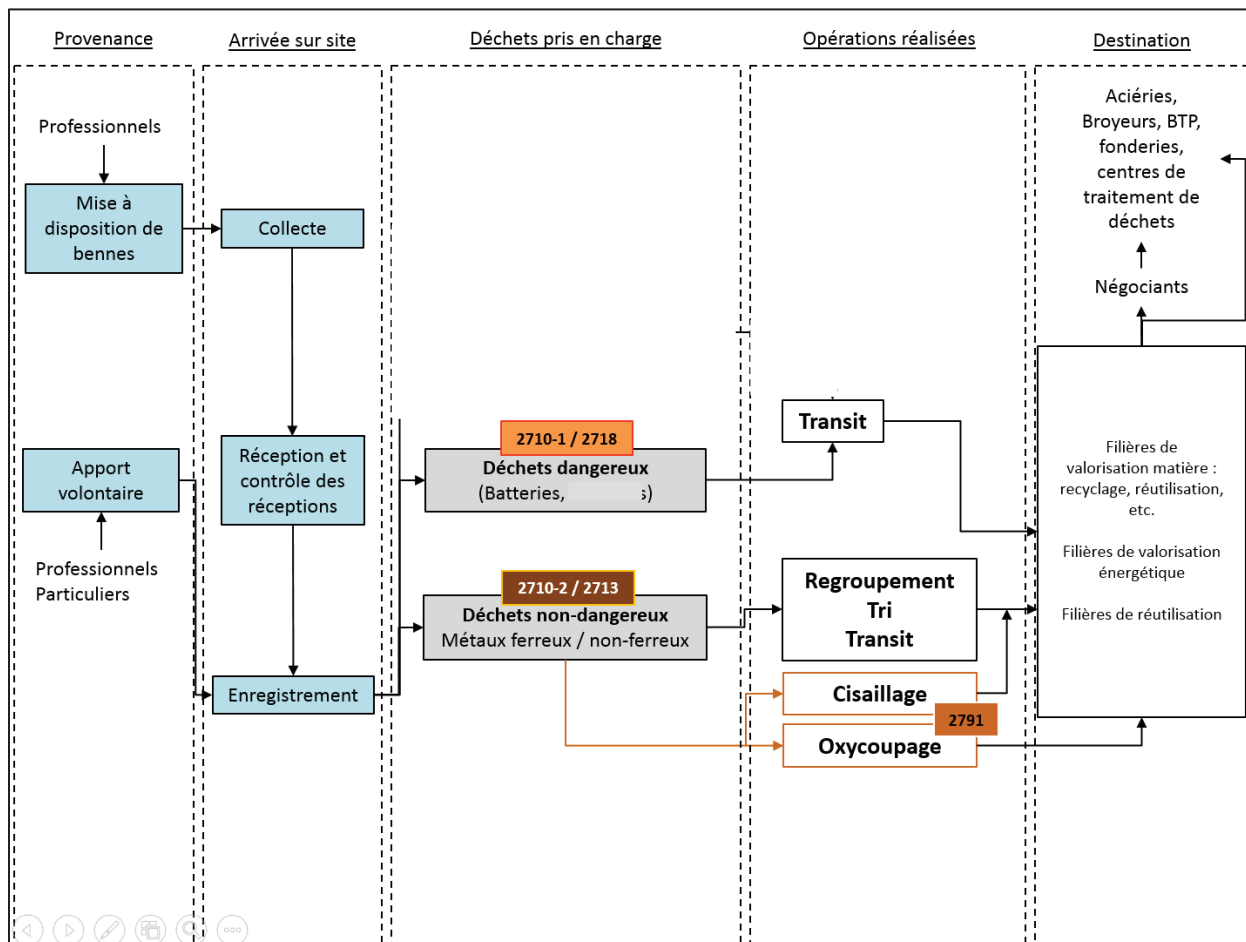 Provenance
Arrivée sur site
Déchets pris en charge
Opérations réalisées
Destination
Professionnels
Mise à
disposition de
bennes
Apport
volontaire
Professionnels
Particuliers
Collecte
Réception et
contrôle des
réceptions
Enregistrement
2710-1 / 2718
Déchets dangereux
(Batteries, s)
2710-2 / 2713
Déchets non-dangereux
Métaux ferreux / non-ferreux
Transit
Regroupement
Tri
Transit
Cisaillage
2791
Oxycoupage
Aciéries,
Broyeurs, BTP,
fonderies,
centres de
traitement de
déchets
Négociants
Filières de
valorisation matière :
recyclage, réutilisation,
etc.
Filières de valorisation
énergétique
Filières de réutilisation